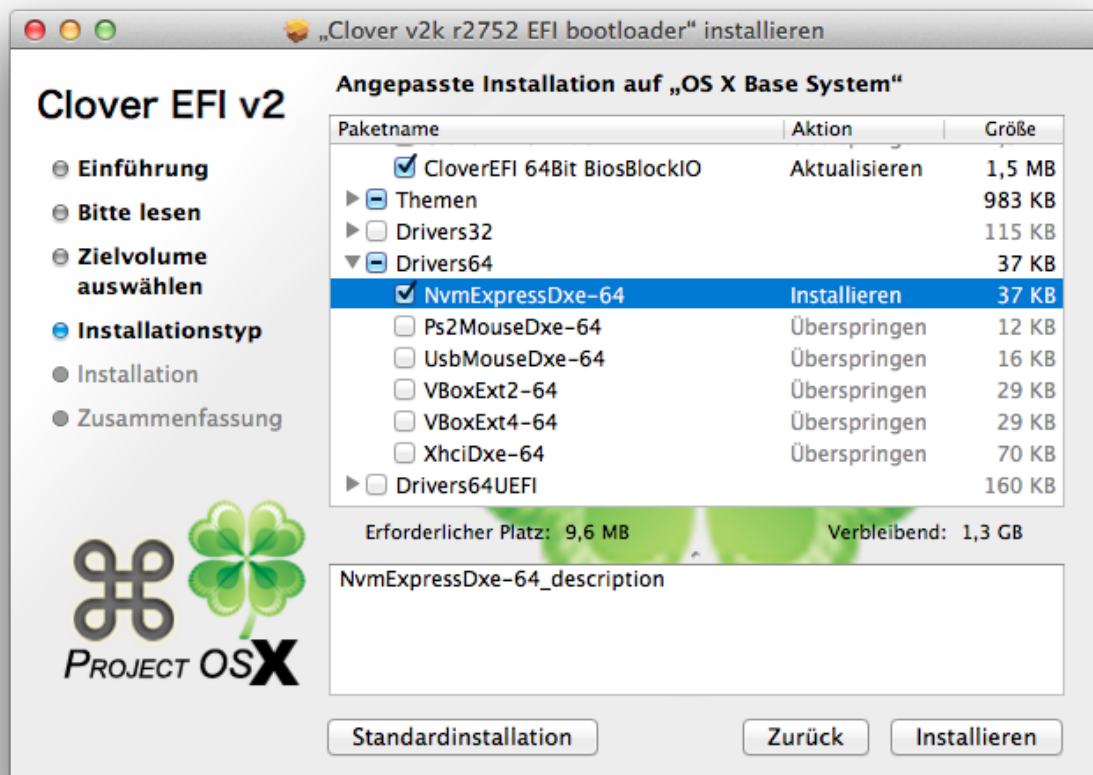 „Clover v2k r2752 EFI bootloader“ installieren
Clover EFI v2
Einführung
Bitte lesen
Zielvolume
auswählen
Installationstyp
Installation
Zusammenfassung
PROJECT OSX
Angepasste Installation auf „OS X Base System“
Paketname Aktion Größe
CloverEFI 64Bit BiosBlockIO Aktualisieren 1,5 MB
Themen 983 KB
Drivers32 115 KB
Drivers64 37 KB
NvmExpressDxe-64 Installieren 37 KB
Ps2MouseDxe-64 Überspringen 12 KB
UsbMouseDxe-64 Überspringen 16 KB
VBoxExt2-64 Überspringen 29 KB
VBoxExt4-64 Überspringen 29 KB
XhciDxe-64 Überspringen 70 KB
Drivers64UEFI 160 KB
Erforderlicher Platz: 9,6 MB Verbleibend: 1,3 GB
NvmExpressDxe-64_description
Standardinstallation Zurück Installieren